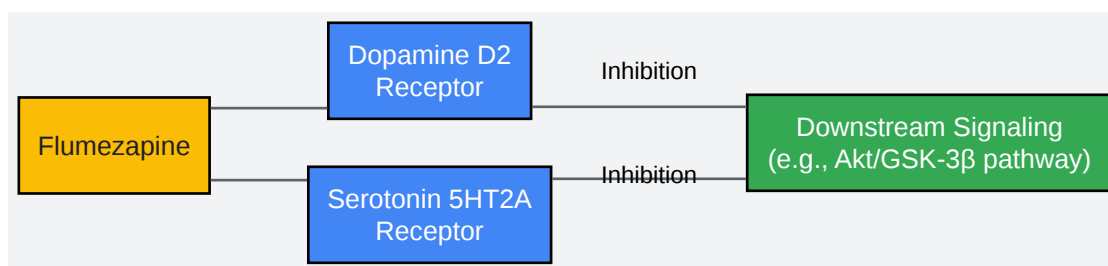 Flumezapine
Dopamine D2
Receptor
Inhibition
Serotonin 5HT2A
Receptor
Inhibition
Downstream Signaling
(e.g., Akt/GSK-3β pathway)